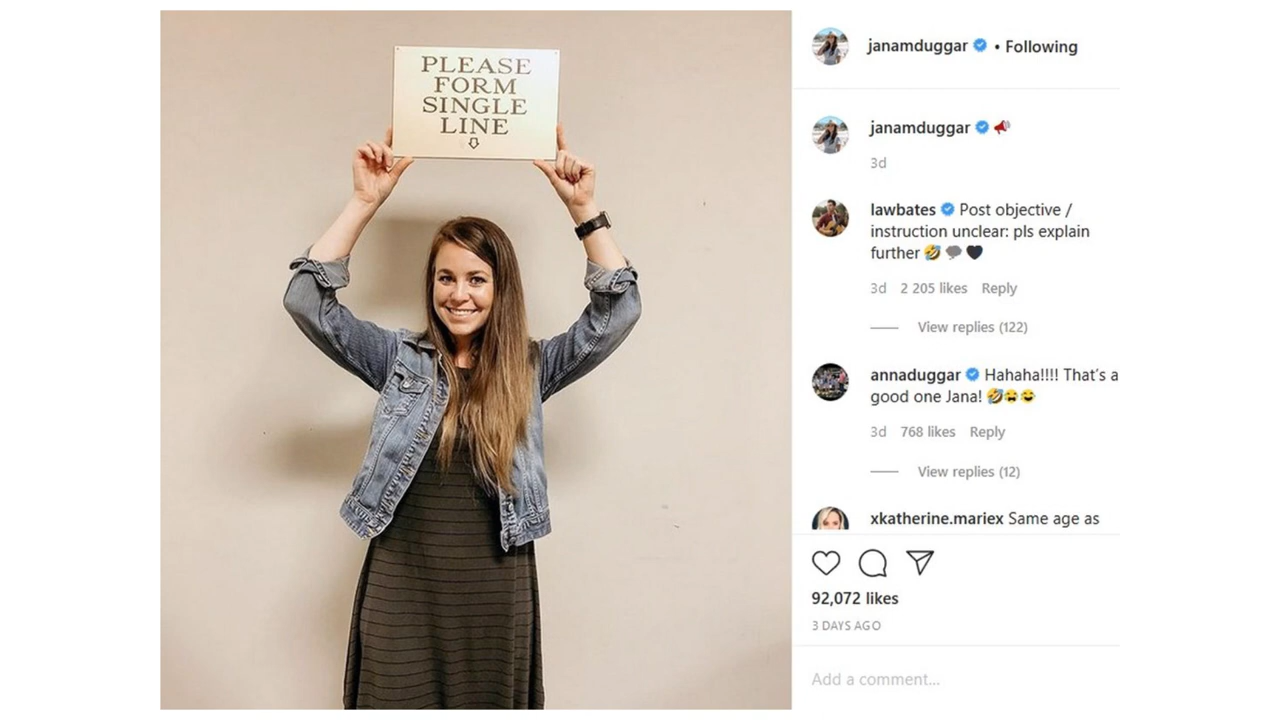 PLEASE
FORM
SINGLE
LINE
janamduggar • Following
janamduggar
3d
lawbates Post objective /
instruction unclear: pls explain
further
3d 2 205 likes Reply
View replies (122)
annaduggar Hahaha!!!! That's a
good one Jana!
3d 768 likes Reply
View replies (12)
xkatherine.mariex Same age as
92,072 likes
3 DAYS AGO
Add a comment...